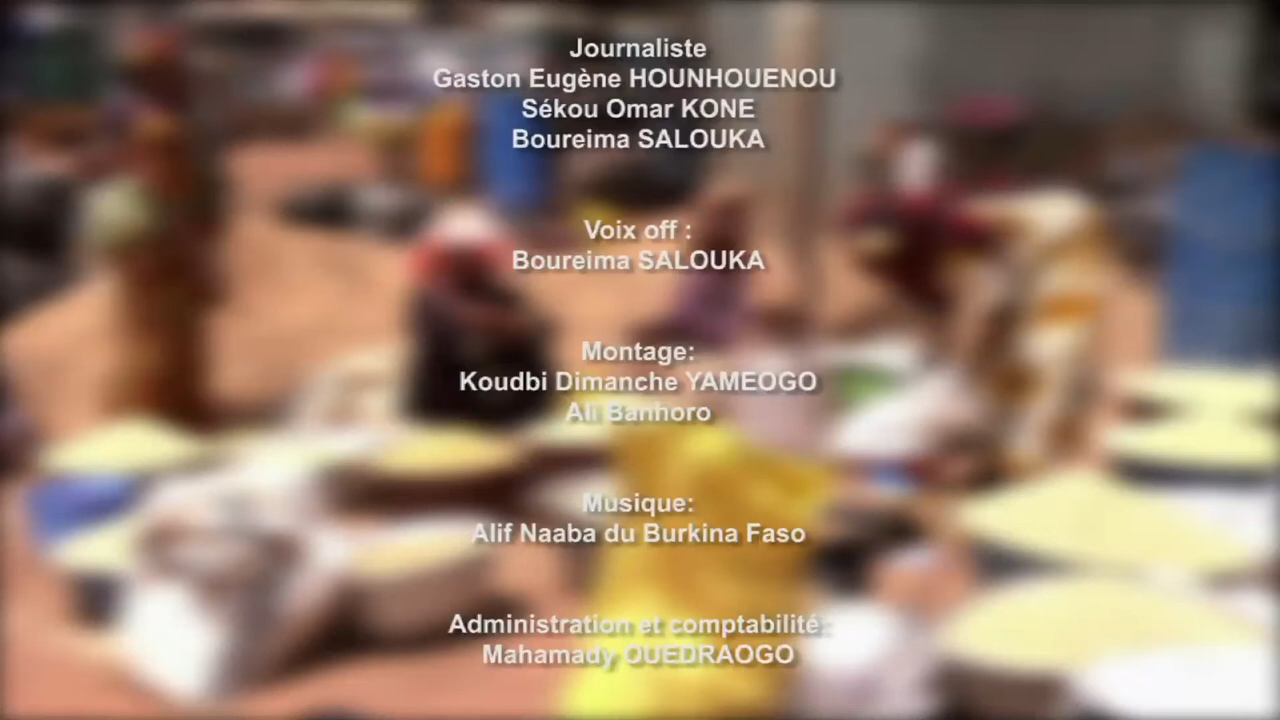 Journaliste
Gaston Eugène HOUNHOUENOU
Sékou Omar KONE
Boureima SALOUKA
Voix off :
Boureima SALOUKA
Montage:
Koudbi Dimanche YAMEOGO
Ali Banhoro
Musique:
Alif Naaba du Burkina Faso
Administration et comptabilité:
Mahamady OUEDRAOGO